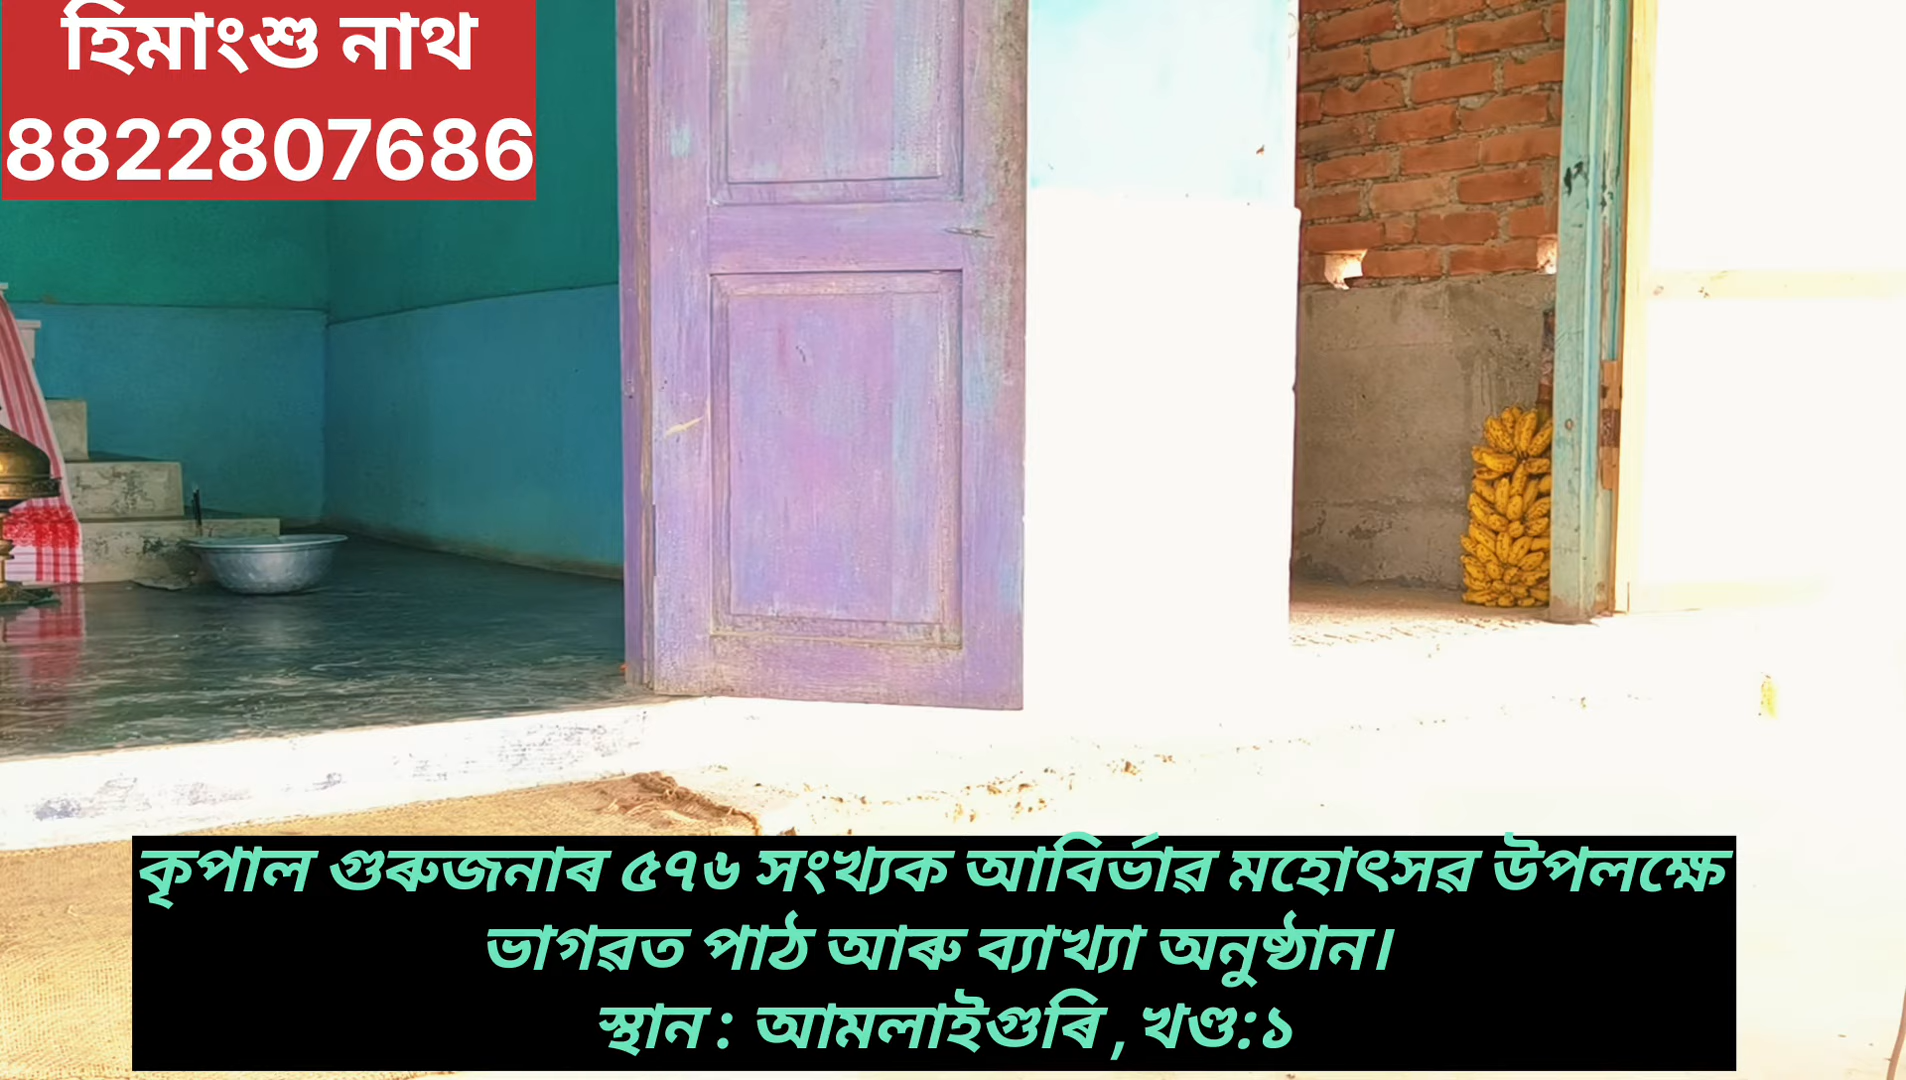 হিমাংশু নাথ
8822807686
কৃপাল গুৰুজনাৰ ৫৭৬ সংখ্যক আবিৰ্ভাৱ মহোৎসৱ উপলক্ষে
ভাগৱত পাঠ আৰু ব্যাখ্যা অনুষ্ঠান।
স্থান : আমলাইগুৰি , খণ্ড:১